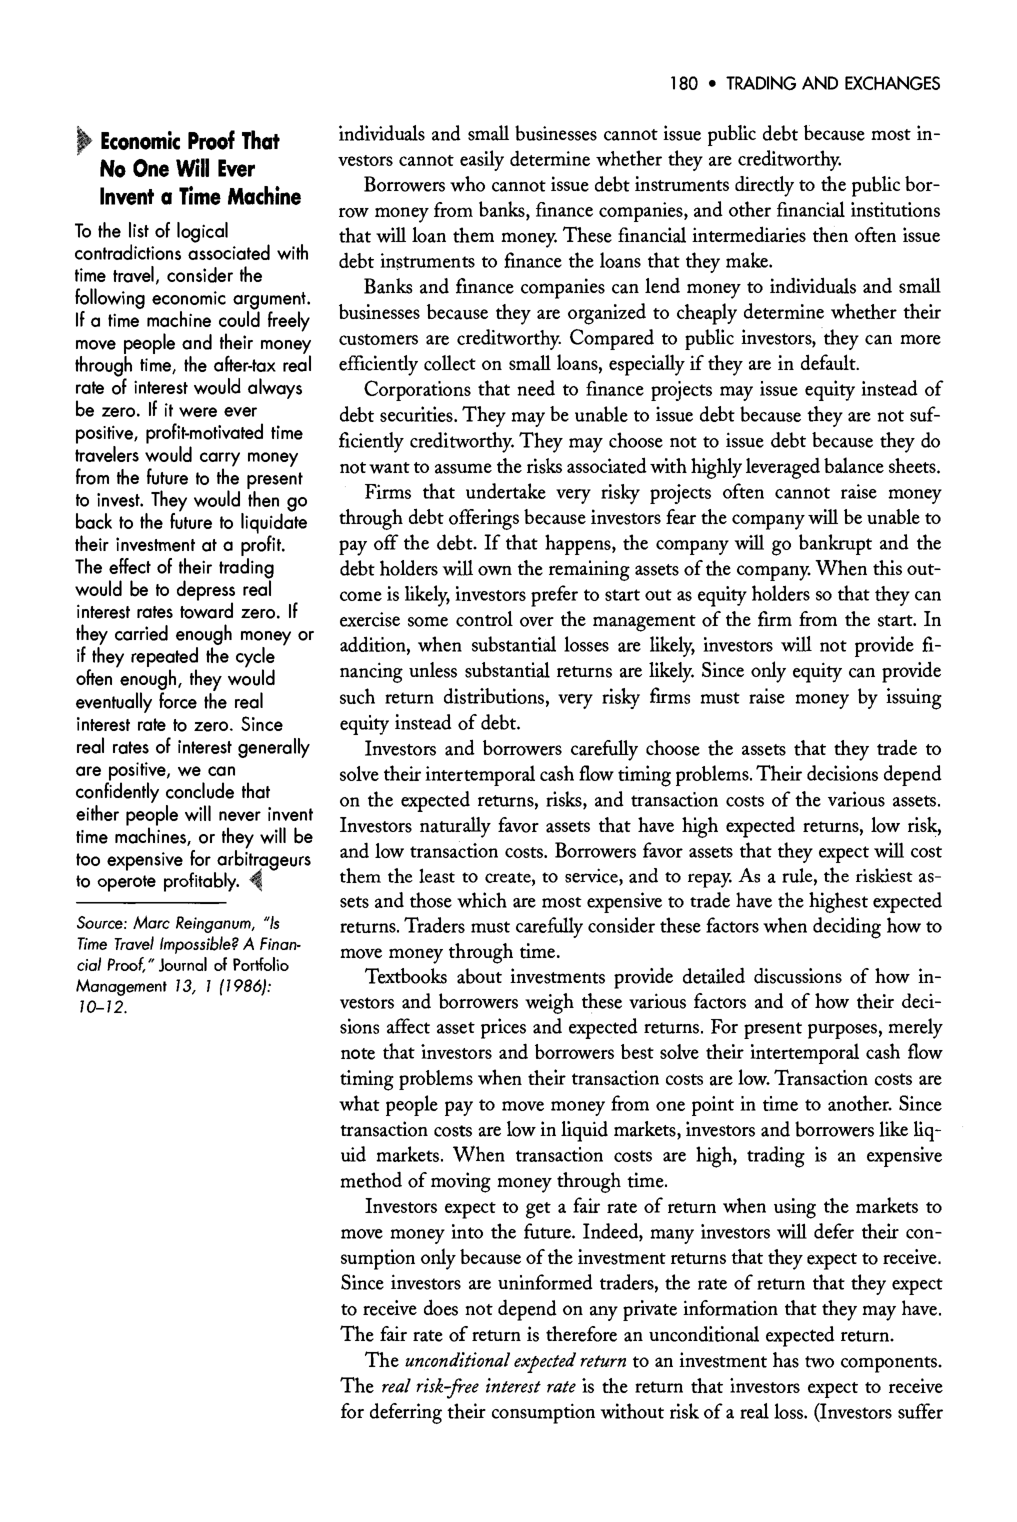 180 • TRADING AND EXCHANGES
Economic Proof That
No One Will Ever
Invent a Time Machine
To the list of logical
contradictions associated with
time travel, consider the
following economic argument.
If a time machine could freely
move people and their money
through time, the after-tax real
rate of interest would always
be zero. If it were ever
positive, profit-motivated time
travelers would carry money
from the future to the present
to invest. They would then go
back to the future to liquidate
their investment at a profit.
The effect of their trading
would be to depress real
interest rates toward zero. If
they carried enough money or
if they repeated the cycle
often enough, they would
eventually force the real
interest rate to zero. Since
real rates of interest generally
are positive, we can
confidently conclude that
either people will never invent
time machines, or they will be
too expensive for arbitrageurs
to operote profitably.
Source: Marc Reinganum, "Is
Time Travel Impossible? A Finan-
cial Proof," Journal of Portfolio
Management 13, 1 (1986):
10–12.
individuals and small businesses cannot issue public debt because most in-
vestors cannot easily determine whether they are creditworthy.
Borrowers who cannot issue debt instruments directly to the public bor-
row money from banks, finance companies, and other financial institutions
that will loan them money. These financial intermediaries then often issue
debt instruments to finance the loans that they make.
Banks and finance companies can lend money to individuals and small
businesses because they are organized to cheaply determine whether their
customers are creditworthy. Compared to public investors, they can more
efficiently collect on small loans, especially if they are in default.
Corporations that need to finance projects may issue equity instead of
debt securities. They may be unable to issue debt because they are not suf-
ficiently creditworthy. They may choose not to issue debt because they do
not want to assume the risks associated with highly leveraged balance sheets.
Firms that undertake very risky projects often cannot raise money
through debt offerings because investors fear the company will be unable to
pay off the debt. If that happens, the company will go bankrupt and the
debt holders will own the remaining assets of the company. When this out-
come is likely, investors prefer to start out as equity holders so that they can
exercise some control over the management of the firm from the start. In
addition, when substantial losses are likely, investors will not provide fi-
nancing unless substantial returns are likely. Since only equity can provide
such return distributions, very risky firms must raise money by issuing
equity instead of debt.
Investors and borrowers carefully choose the assets that they trade to
solve their intertemporal cash flow timing problems. Their decisions depend
on the expected returns, risks, and transaction costs of the various assets.
Investors naturally favor assets that have high expected returns, low risk,
and low transaction costs. Borrowers favor assets that they expect will cost
them the least to create, to service, and to repay. As a rule, the riskiest as-
sets and those which are most expensive to trade have the highest expected
returns. Traders must carefully consider these factors when deciding how to
move money through time.
Textbooks about investments provide detailed discussions of how in-
vestors and borrowers weigh these various factors and of how their deci-
sions affect asset prices and expected returns. For present purposes, merely
note that investors and borrowers best solve their intertemporal cash flow
timing problems when their transaction costs are low. Transaction costs are
what people pay to move money from one point in time to another. Since
transaction costs are low in liquid markets, investors and borrowers like liq-
uid markets. When transaction costs are high, trading is an expensive
method of moving money through time.
Investors expect to get a fair rate of return when using the markets to
move money into the future. Indeed, many investors will defer their con-
sumption only because of the investment returns that they expect to receive.
Since investors are uninformed traders, the rate of return that they expect
to receive does not depend on any private information that they may have.
The fair rate of return is therefore an unconditional expected return.
The unconditional expected return to an investment has two components.
The real risk-free interest rate is the return that investors expect to receive
for deferring their consumption without risk of a real loss. (Investors suffer